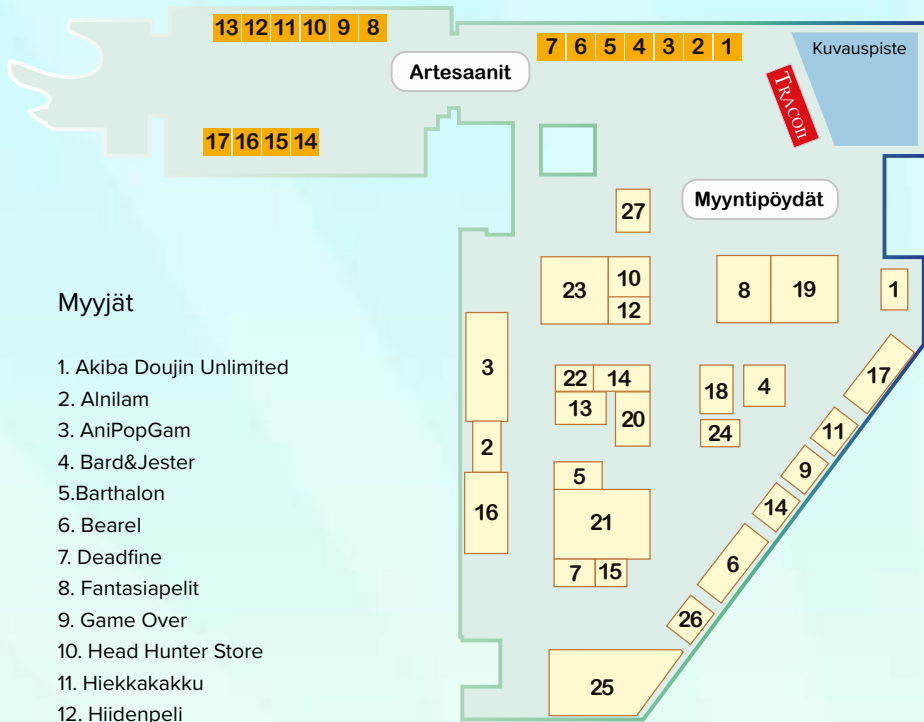 13 12 11 10 9 8
7 6 5 4 3 2 1
Kuvauspiste
Artesaanit
TRACON
17 16 15 14
Myyntipöydät
27
23 10 8 19 1
12
Myyjät
3 22 14 18 4 17
1. Akiba Doujin Unlimited
13 20 24 11
2. Alnilam
3. AniPopGam
2 5 9
4. Bard&Jester
5.Barthalon
16 21 14
6. Bearel
7. Deadfine
7 15 6
8. Fantasiapelit
9. Game Over
26
10. Head Hunter Store
11. Hiekkakakku
25
12. Hiidenpeli